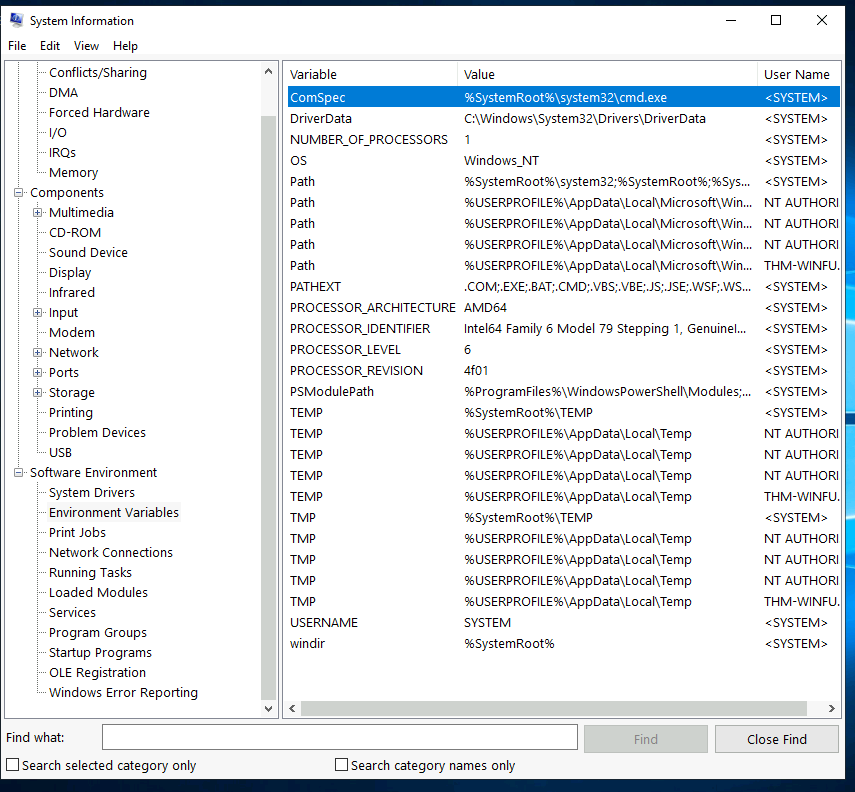 System Information
File Edit View Help
Conflicts/Sharing
DMA
Forced Hardware
I/O
IRQs
Memory
Components
Multimedia
CD-ROM
Sound Device
Display
Infrared
Input
Modem
Network
Ports
Storage
Printing
Problem Devices
USB
Software Environment
System Drivers
Environment Variables
Print Jobs
Network Connections
Running Tasks
Loaded Modules
Services
Program Groups
Startup Programs
OLE Registration
Windows Error Reporting
Variable Value User Name
ComSpec %SystemRoot%\system32\cmd.exe <SYSTEM>
DriverData C:\Windows\System32\Drivers\DriverData <SYSTEM>
NUMBER_OF_PROCESSORS 1 <SYSTEM>
OS Windows_NT <SYSTEM>
Path %SystemRoot%\system32;%SystemRoot%;%Sys... <SYSTEM>
Path %USERPROFILE%\AppData\Local\Microsoft\Win... NT AUTHORI
Path %USERPROFILE%\AppData\Local\Microsoft\Win... NT AUTHORI
Path %USERPROFILE%\AppData\Local\Microsoft\Win... NT AUTHORI
Path %USERPROFILE%\AppData\Local\Microsoft\Win... THM-WINFU.
PATHEXT .COM;.EXE;.BAT;.CMD;.VBS;.VBE;.JS;.JSE;.WSF;.WS... <SYSTEM>
PROCESSOR_ARCHITECTURE AMD64 <SYSTEM>
PROCESSOR_IDENTIFIER Intel64 Family 6 Model 79 Stepping 1, GenuineI... <SYSTEM>
PROCESSOR_LEVEL 6 <SYSTEM>
PROCESSOR_REVISION 4f01 <SYSTEM>
PSModulePath %ProgramFiles%\WindowsPowerShell\Modules;... <SYSTEM>
TEMP %SystemRoot%\TEMP <SYSTEM>
TEMP %USERPROFILE%\AppData\Local\Temp NT AUTHORI
TEMP %USERPROFILE%\AppData\Local\Temp NT AUTHORI
TEMP %USERPROFILE%\AppData\Local\Temp NT AUTHORI
TEMP %USERPROFILE%\AppData\Local\Temp THM-WINFU.
TMP %SystemRoot%\TEMP <SYSTEM>
TMP %USERPROFILE%\AppData\Local\Temp NT AUTHORI
TMP %USERPROFILE%\AppData\Local\Temp NT AUTHORI
TMP %USERPROFILE%\AppData\Local\Temp NT AUTHORI
TMP %USERPROFILE%\AppData\Local\Temp THM-WINFU.
USERNAME SYSTEM <SYSTEM>
windir %SystemRoot% <SYSTEM>
Find what: Find Close Find
Search selected category only Search category names only